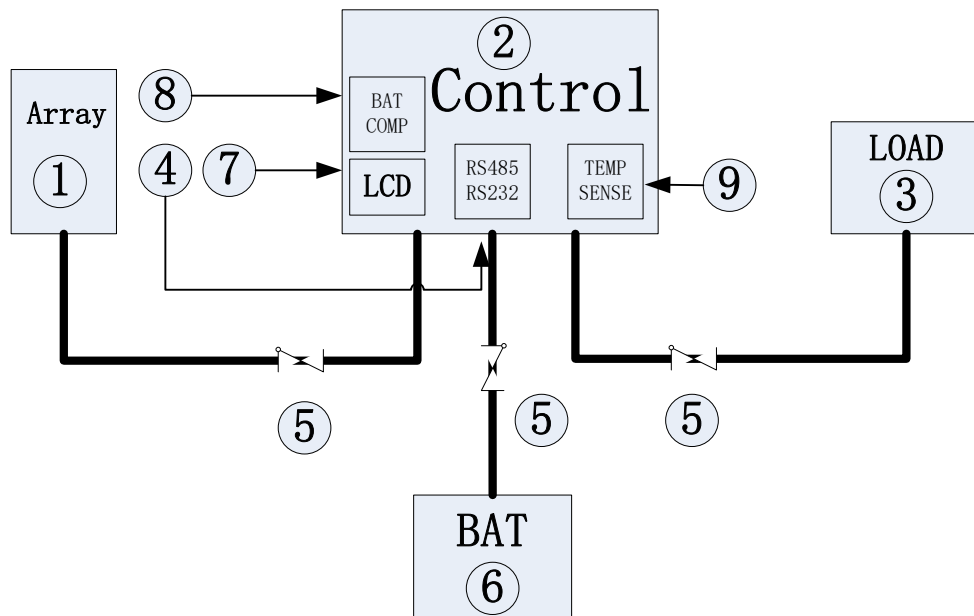 ②
Control
Array
①
⑧
BAT
COMP
④
⑦
LCD
RS485
RS232
TEMP
SENSE
⑨
LOAD
③
⑤
⑤
⑤
BAT
⑥